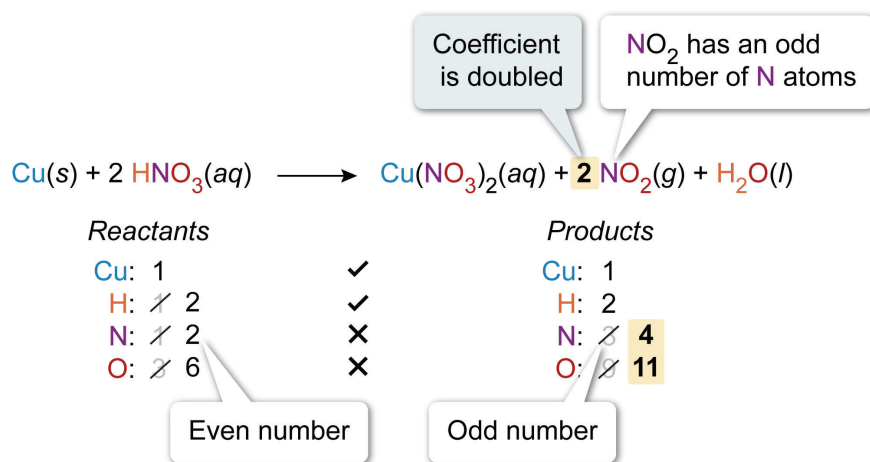 Coefficient
is doubled
NO₂ has an odd
number of N atoms
Cu(s) + 2 HNO₃(aq) ⟶ Cu(NO₃)₂(aq) + 2 NO₂(g) + H₂O(l)
Reactants Products
Cu: 1 ✓ Cu: 1
H: 1 2 ✓ H: 2
N: 1 2 ✕ N: 3 4
O: 3 6 ✕ O: 9 11
Even number Odd number